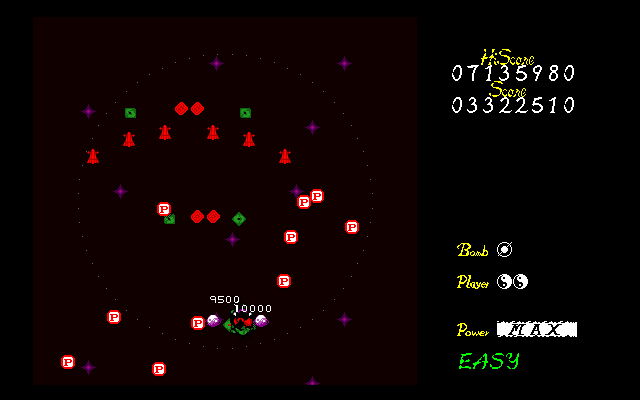 HiScore
07135980
Score
03322510
P
P
P
P
P
P
9500
10000
P
P
P
P
Bomb
Player
Power MAX
EASY